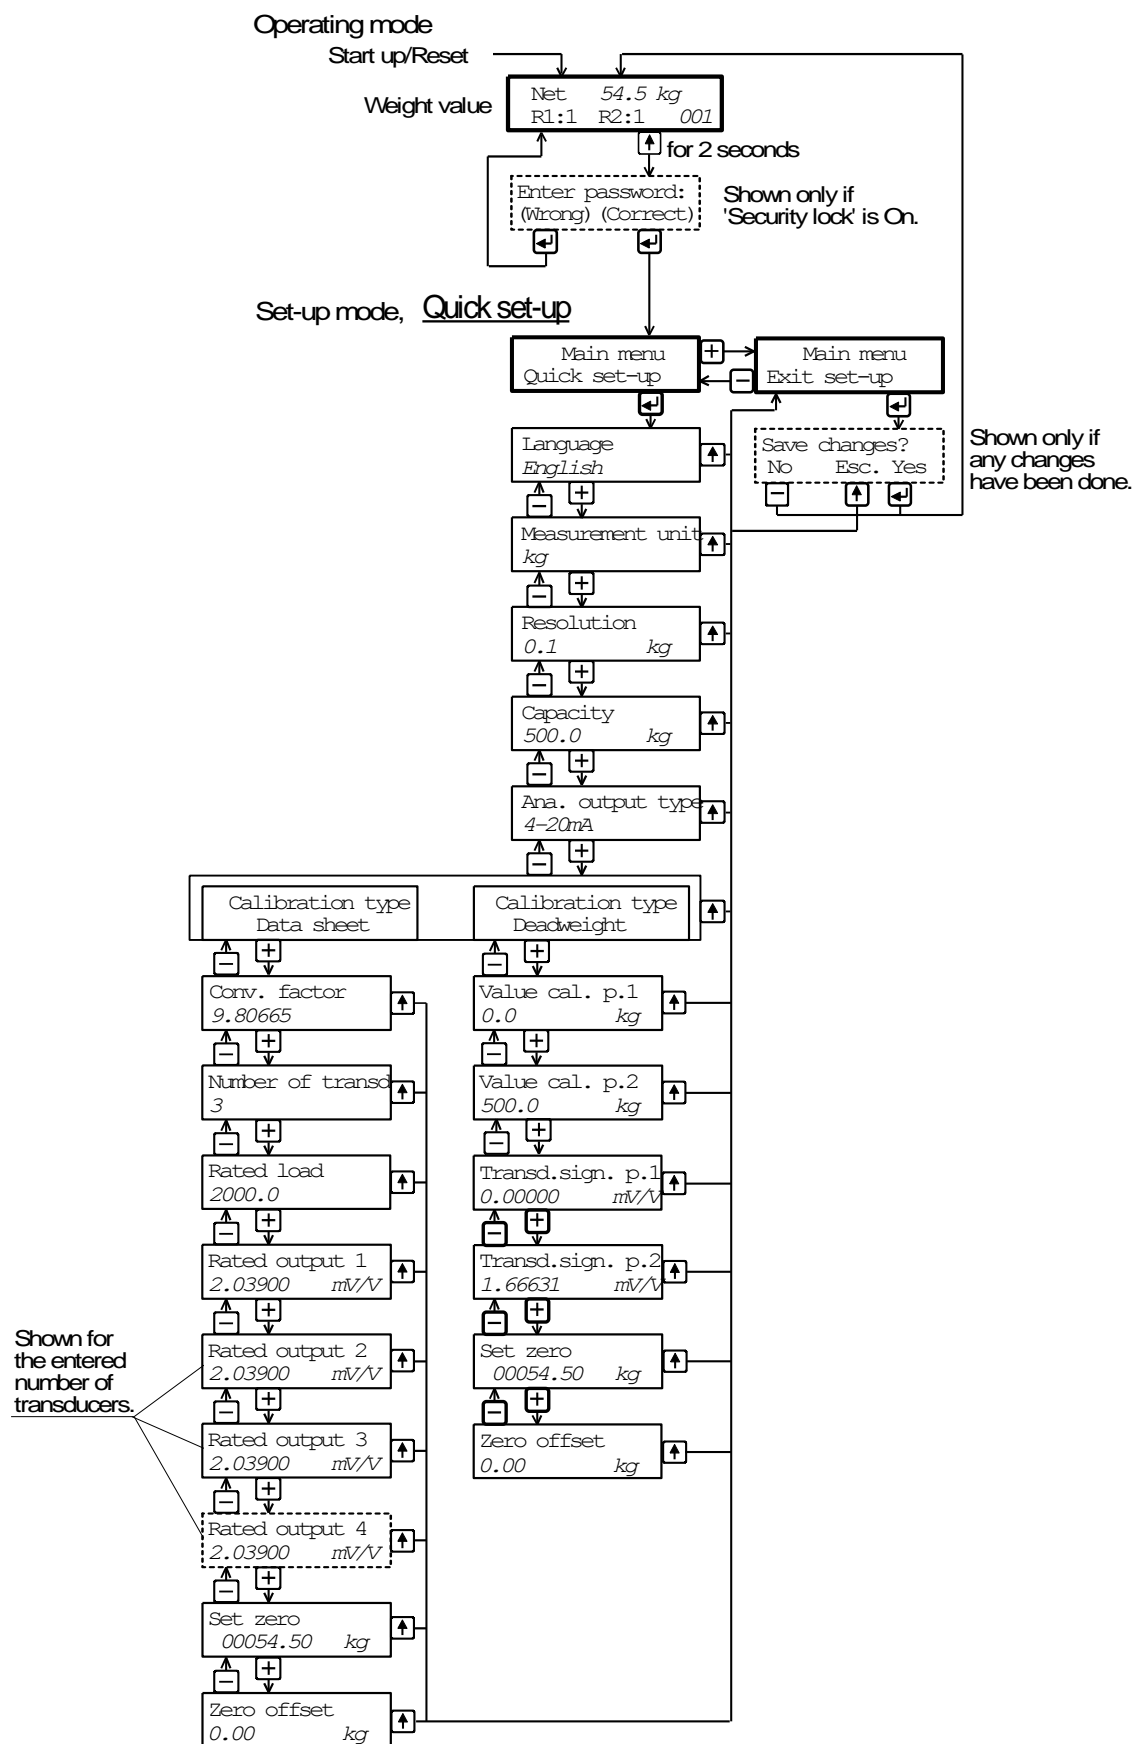 Operating mode
Start up/Reset
Weight value
Net 54.5 kg
R1:1 R2:1 001
for 2 seconds
Enter password:
(Wrong) (Correct)
Shown only if
'Security lock' is On.
Set-up mode, Quick set-up
Main menu
Quick set-up
+
−
Main menu
Exit set-up
Language
English
Save changes?
No Esc. Yes
−
Shown only if
any changes
have been done.
−
+
Measurement unit
kg
−
+
Resolution
0.1 kg
−
+
Capacity
500.0 kg
−
+
Ana. output type
4-20mA
−
+
Calibration type
Data sheet
−
+
Conv. factor
9.80665
−
+
Number of transd
3
−
+
Rated load
2000.0
−
+
Rated output 1
2.03900 mV/V
−
+
Rated output 2
2.03900 mV/V
−
+
Rated output 3
2.03900 mV/V
−
+
Rated output 4
2.03900 mV/V
−
+
Set zero
00054.50 kg
−
+
Zero offset
0.00 kg
Shown for
the entered
number of
transducers.
Calibration type
Deadweight
−
+
Value cal. p.1
0.0 kg
−
+
Value cal. p.2
500.0 kg
−
+
Transd.sign. p.1
0.00000 mV/V
−
+
Transd.sign. p.2
1.66631 mV/V
−
+
Set zero
00054.50 kg
−
+
Zero offset
0.00 kg